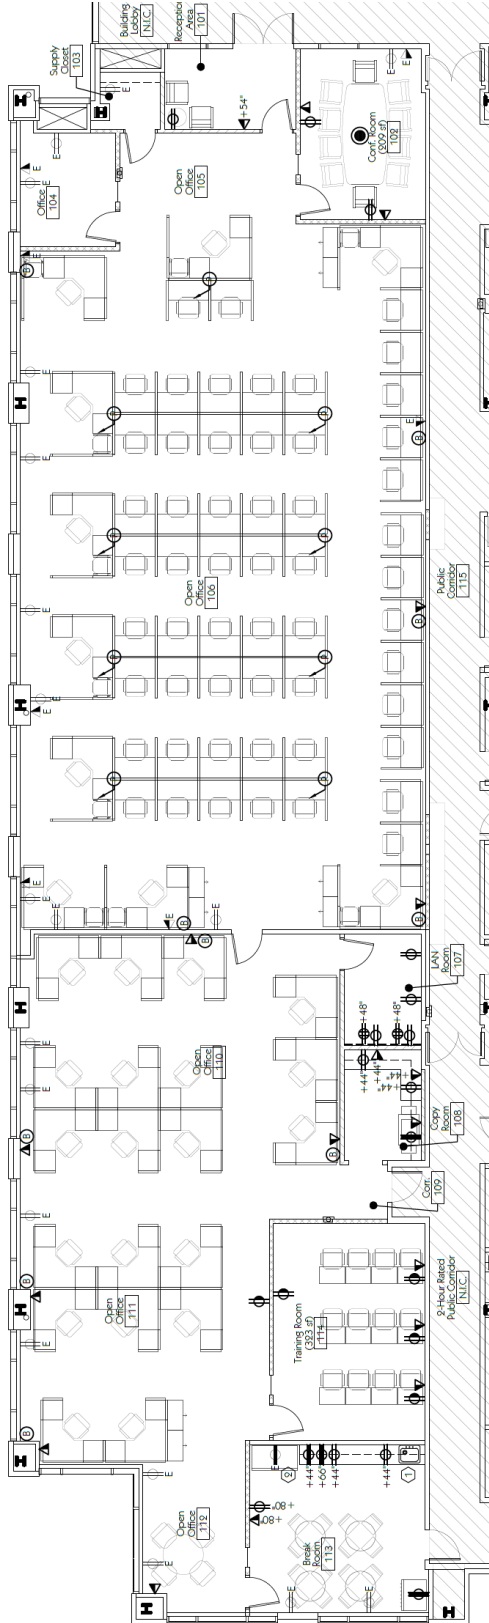 Building
Lobby
N.I.C.
Reception
Area
101
Supply
Closet
103
E
+54"
E
Conf. Room
(209 sf)
102
Office
104
E
E
Open
Office
105
E
B
E
E
E
B
E
E
Open
Office
106
Public
Corridor
115
B
E
E
E
E
E
B
E
B
B
LAN
Room
107
+48"
+48"
+44"
+44"
+44"
Open
Office
110
E
E
B
B
Copy
Room
108
Corr.
109
E
B
Open
Office
111
E
Training Room
(323 sf)
114
2-Hour Rated
Public Corridor
N.I.C.
B
E
E
2
+44"
+66"
+44"
+44"
1
+80"
+80"
Open
Office
112
E
Break
Room
113
E
E